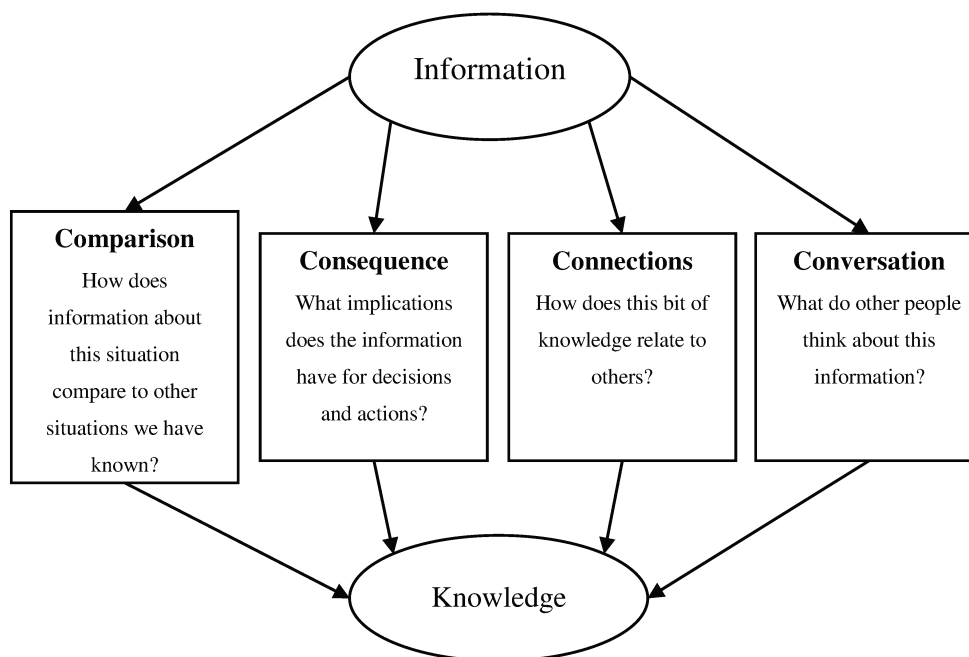 Information
Comparison
How does
information about
this situation
compare to other
situations we have
known?
Consequence
What implications
does the information
have for decisions
and actions?
Connections
How does this bit of
knowledge relate to
others?
Conversation
What do other people
think about this
information?
Knowledge